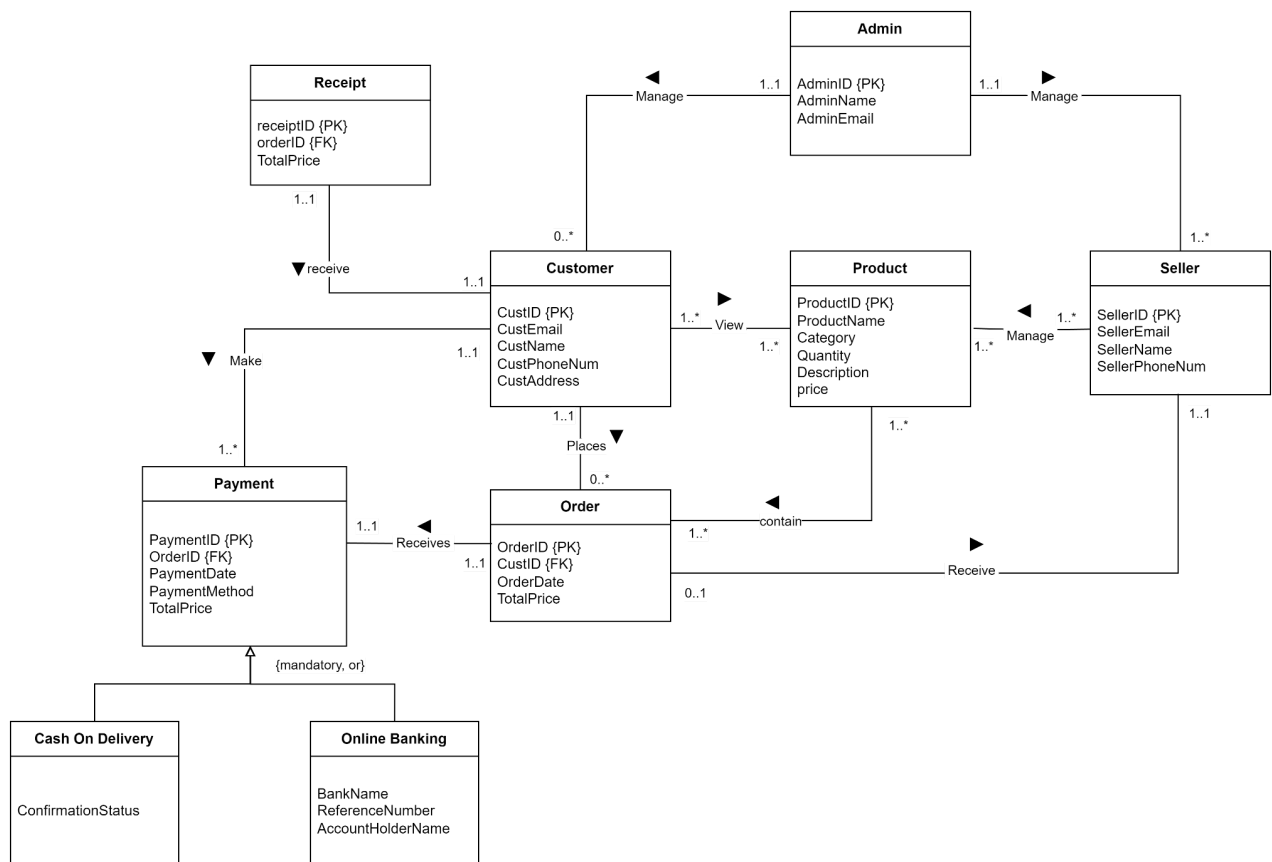 Admin
AdminID {PK}
AdminName
AdminEmail
1..1
Manage
1..1
Manage
Receipt
receiptID {PK}
orderID {FK}
TotalPrice
1..1
receive
1..1
0..*
1..*
Customer
CustID {PK}
CustEmail
CustName
CustPhoneNum
CustAddress
1..*
View
1..*
Product
ProductID {PK}
ProductName
Category
Quantity
Description
price
1..*
Manage
1..*
Seller
SellerID {PK}
SellerEmail
SellerName
SellerPhoneNum
1..1
Make
1..*
1..1
Places
0..*
1..*
contain
1..*
1..1
Receive
0..1
Payment
PaymentID {PK}
OrderID {FK}
PaymentDate
PaymentMethod
TotalPrice
1..1
Receives
1..1
Order
OrderID {PK}
CustID {FK}
OrderDate
TotalPrice
{mandatory, or}
Cash On Delivery
ConfirmationStatus
Online Banking
BankName
ReferenceNumber
AccountHolderName